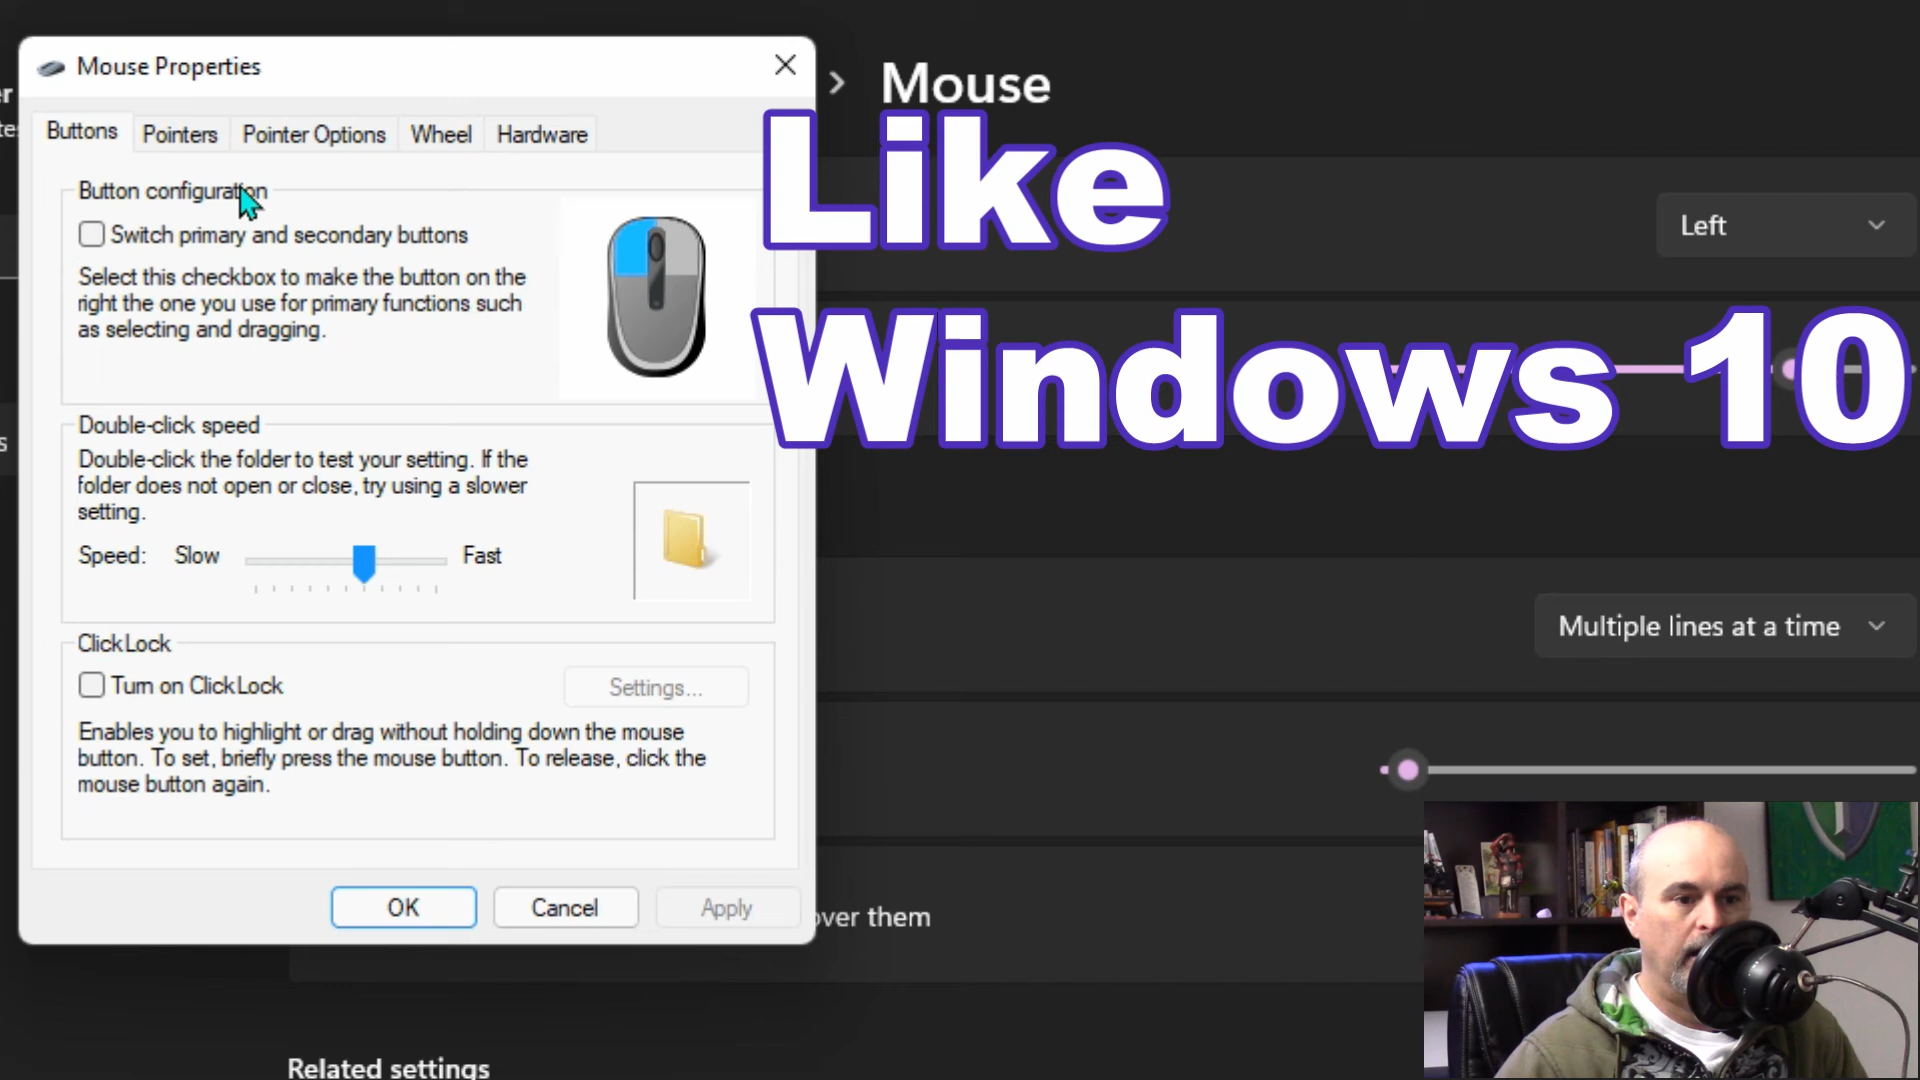 Mouse Properties
Buttons
Pointers
Pointer Options
Wheel
Hardware
Button configuration
Switch primary and secondary buttons
Select this checkbox to make the button on the
right the one you use for primary functions such
as selecting and dragging.
Double-click speed
Double-click the folder to test your setting. If the
folder does not open or close, try using a slower
setting.
Speed: Slow Fast
ClickLock
Turn on ClickLock
Settings...
Enables you to highlight or drag without holding down the mouse
button. To set, briefly press the mouse button. To release, click the
mouse button again.
OK
Cancel
Apply
> Mouse
Like
Windows 10
Left
Multiple lines at a time
over them
Related settings